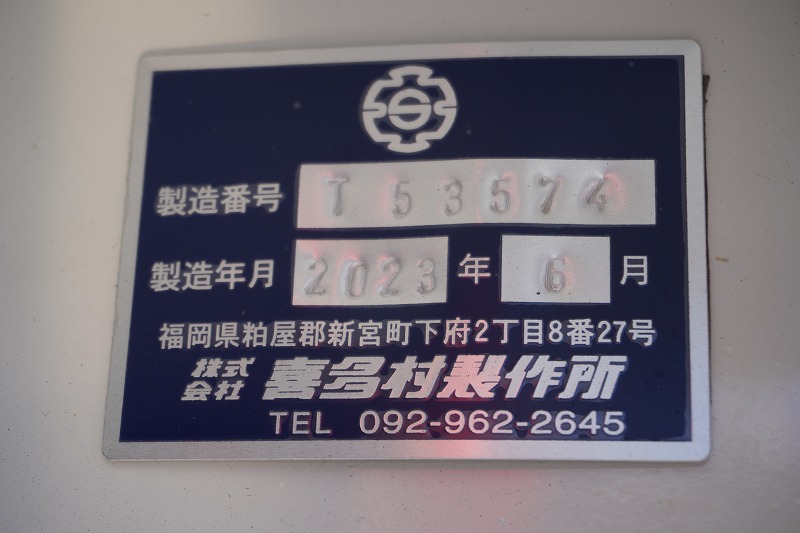 製造番号 T 53574
製造年月 2023 年 6 月
福岡県粕屋郡新宮町下府2丁目8番27号
株式会社 喜多村製作所
TEL 092-962-2645